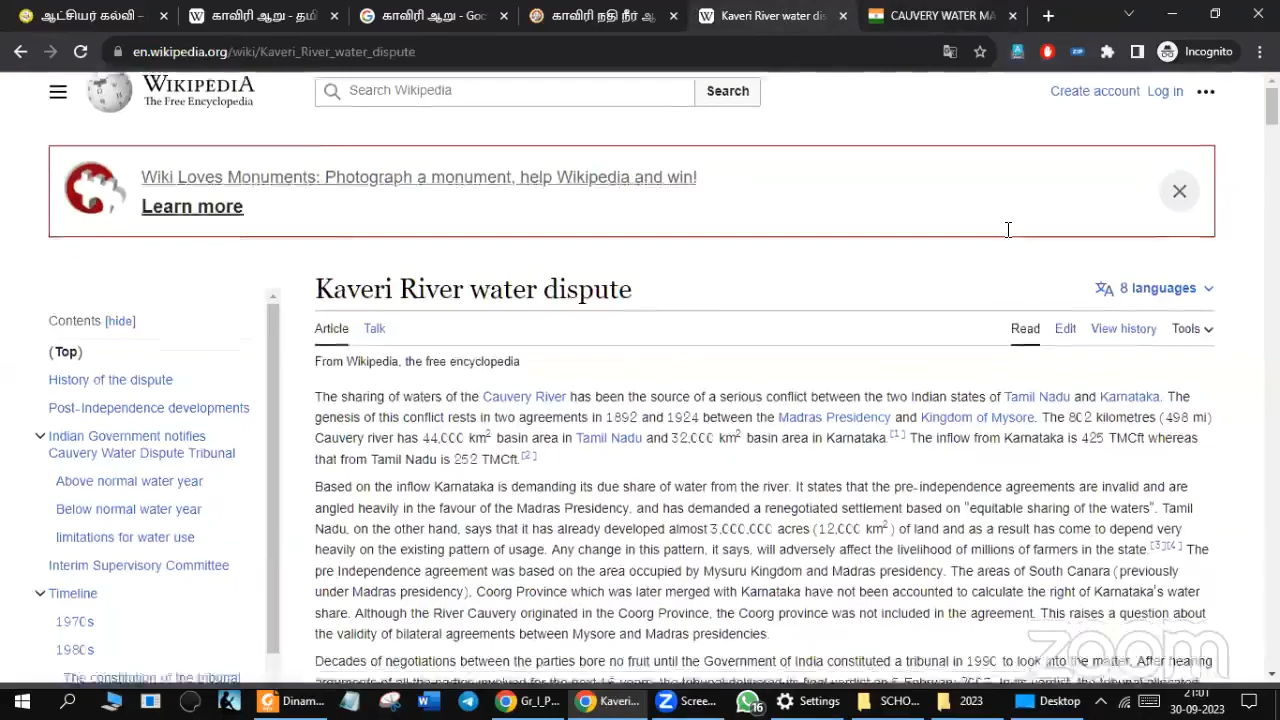 ஆட்சியர் கல்வி -
காவிரி ஆறு - தமி
காவிரி ஆறு - Goc
காவிரி நதி நீர் ஆ
Kaveri River water dis
CAUVERY WATER MA
en.wikipedia.org/wiki/Kaveri_River_water_dispute
Incognito
WIKIPEDIA
The Free Encyclopedia
Search Wikipedia
Search
Create account Log in
Wiki Loves Monuments: Photograph a monument, help Wikipedia and win!
Learn more
Kaveri River water dispute
8 languages
Contents [hide]
Article Talk
Read Edit View history Tools
(Top)
From Wikipedia, the free encyclopedia
History of the dispute
Post-Independence developments
Indian Government notifies
Cauvery Water Dispute Tribunal
Above normal water year
Below normal water year
limitations for water use
Interim Supervisory Committee
Timeline
1970s
1980s
The constitution of the tribunal
The sharing of waters of the Cauvery River has been the source of a serious conflict between the two Indian states of Tamil Nadu and Karnataka. The
genesis of this conflict rests in two agreements in 1892 and 1924 between the Madras Presidency and Kingdom of Mysore. The 802 kilometres (498 mi)
Cauvery river has 44,000 km2 basin area in Tamil Nadu and 32,000 km2 basin area in Karnataka.[1] The inflow from Karnataka is 425 TMCft whereas
that from Tamil Nadu is 252 TMCft.[2]
Based on the inflow Karnataka is demanding its due share of water from the river. It states that the pre-independence agreements are invalid and are
angled heavily in the favour of the Madras Presidency, and has demanded a renegotiated settlement based on "equitable sharing of the waters". Tamil
Nadu, on the other hand, says that it has already developed almost 3,000,000 acres (12,000 km2) of land and as a result has come to depend very
heavily on the existing pattern of usage. Any change in this pattern, it says, will adversely affect the livelihood of millions of farmers in the state.[3][4] The
pre Independence agreement was based on the area occupied by Mysuru Kingdom and Madras presidency. The areas of South Canara (previously
under Madras presidency), Coorg Province which was later merged with Karnataka have not been accounted to calculate the right of Karnataka's water
share. Although the River Cauvery originated in the Coorg Province, the Coorg province was not included in the agreement. This raises a question about
the validity of bilateral agreements between Mysore and Madras presidencies.
Decades of negotiations between the parties bore no fruit until the Government of India constituted a tribunal in 1990 to look into the matter. After hearing
zoom
Dinam...
Gr_I_P...
Kaveri...
Scree...
16
Settings
SCHO...
2023
Desktop
21:01
30-09-2023